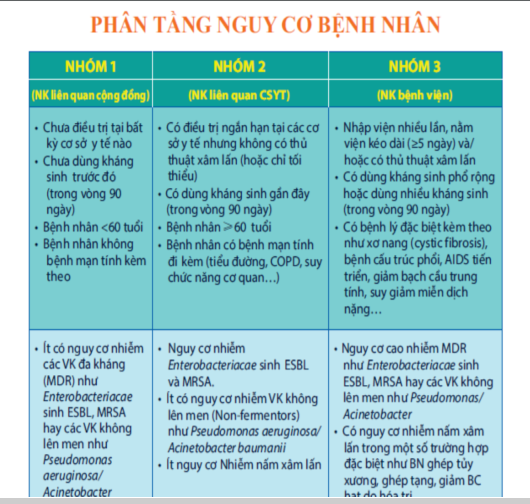 PHÂN TẦNG NGUY CƠ BỆNH NHÂN
NHÓM 1
(NK liên quan cộng đồng)
• Chưa điều trị tại bất
kỳ cơ sở y tế nào
• Chưa dùng kháng
sinh trước đó
(trong vòng 90
ngày)
• Bệnh nhân <60 tuổi
• Bệnh nhân không
bệnh mạn tính kèm
theo
• Ít có nguy cơ nhiễm
các VK đa kháng
(MDR) như
Enterobacteriacae
sinh ESBL, MRSA
hay các VK không
lên men như
Pseudomonas
aeruginosa/
Acinetobacter
NHÓM 2
(NK liên quan CSYT)
• Có điều trị ngắn hạn tại các cơ
sở y tế nhưng không có thủ
thuật xâm lấn (hoặc chỉ tối
thiểu)
• Có dùng kháng sinh gần đây
(trong vòng 90 ngày)
• Bệnh nhân ⩾60 tuổi
• Bệnh nhân có bệnh mạn tính
đi kèm (tiểu đường, COPD, suy
chức năng cơ quan…)
• Nguy cơ nhiễm
Enterobacteriacae sinh ESBL
và MRSA.
• Ít có nguy cơ nhiễm VK không
lên men (Non-fermentors)
như Pseudomonas aeruginosa/
Acinetobacter baumanii
• Ít nguy cơ Nhiễm nấm xâm lấn
NHÓM 3
(NK bệnh viện)
• Nhập viện nhiều lần, nằm
viện kéo dài (≥5 ngày) và/
hoặc có thủ thuật xâm lấn
• Có dùng kháng sinh phổ rộng
hoặc dùng nhiều kháng sinh
(trong vòng 90 ngày)
• Có bệnh lý đặc biệt kèm theo
như xơ nang (cystic fibrosis),
bệnh cấu trúc phổi, AIDS tiến
triển, giảm bạch cầu trung
tính, suy giảm miễn dịch
nặng…
• Nguy cơ cao nhiễm MDR
như Enterobacteriacae sinh
ESBL, MRSA hay các VK không
lên men như Pseudomonas/
Acinetobacter
• Có nguy cơ nhiễm nấm xâm
lấn trong một số trường hợp
đặc biệt như BN ghép tủy
xương, ghép tạng, giảm BC
hạt do hóa trị